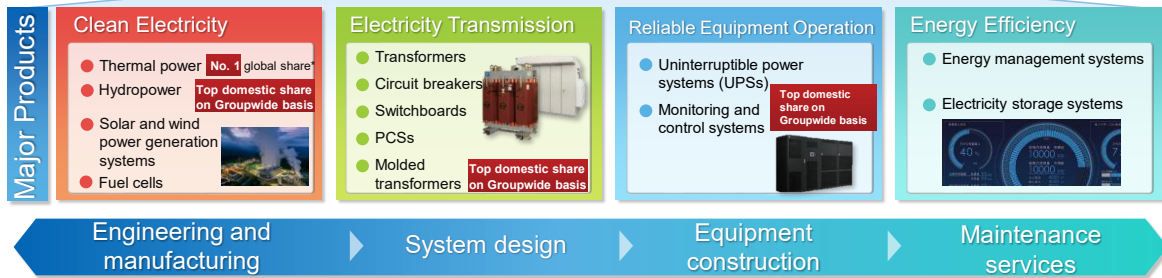 Major Products
Clean Electricity
Thermal power No. 1 global share*
Hydropower
Top domestic share
on Groupwide basis
Solar and wind
power generation
systems
Fuel cells
Electricity Transmission
Transformers
Circuit breakers
Switchboards
PCSs
Molded
transformers
Top domestic share
on Groupwide basis
Reliable Equipment Operation
Uninterruptible power
systems (UPSs)
Monitoring and
control systems
Top domestic
share on
Groupwide basis
Energy Efficiency
Energy management systems
Electricity storage systems
40 %
10000
10000
Engineering and
manufacturing
System design
Equipment
construction
Maintenance
services